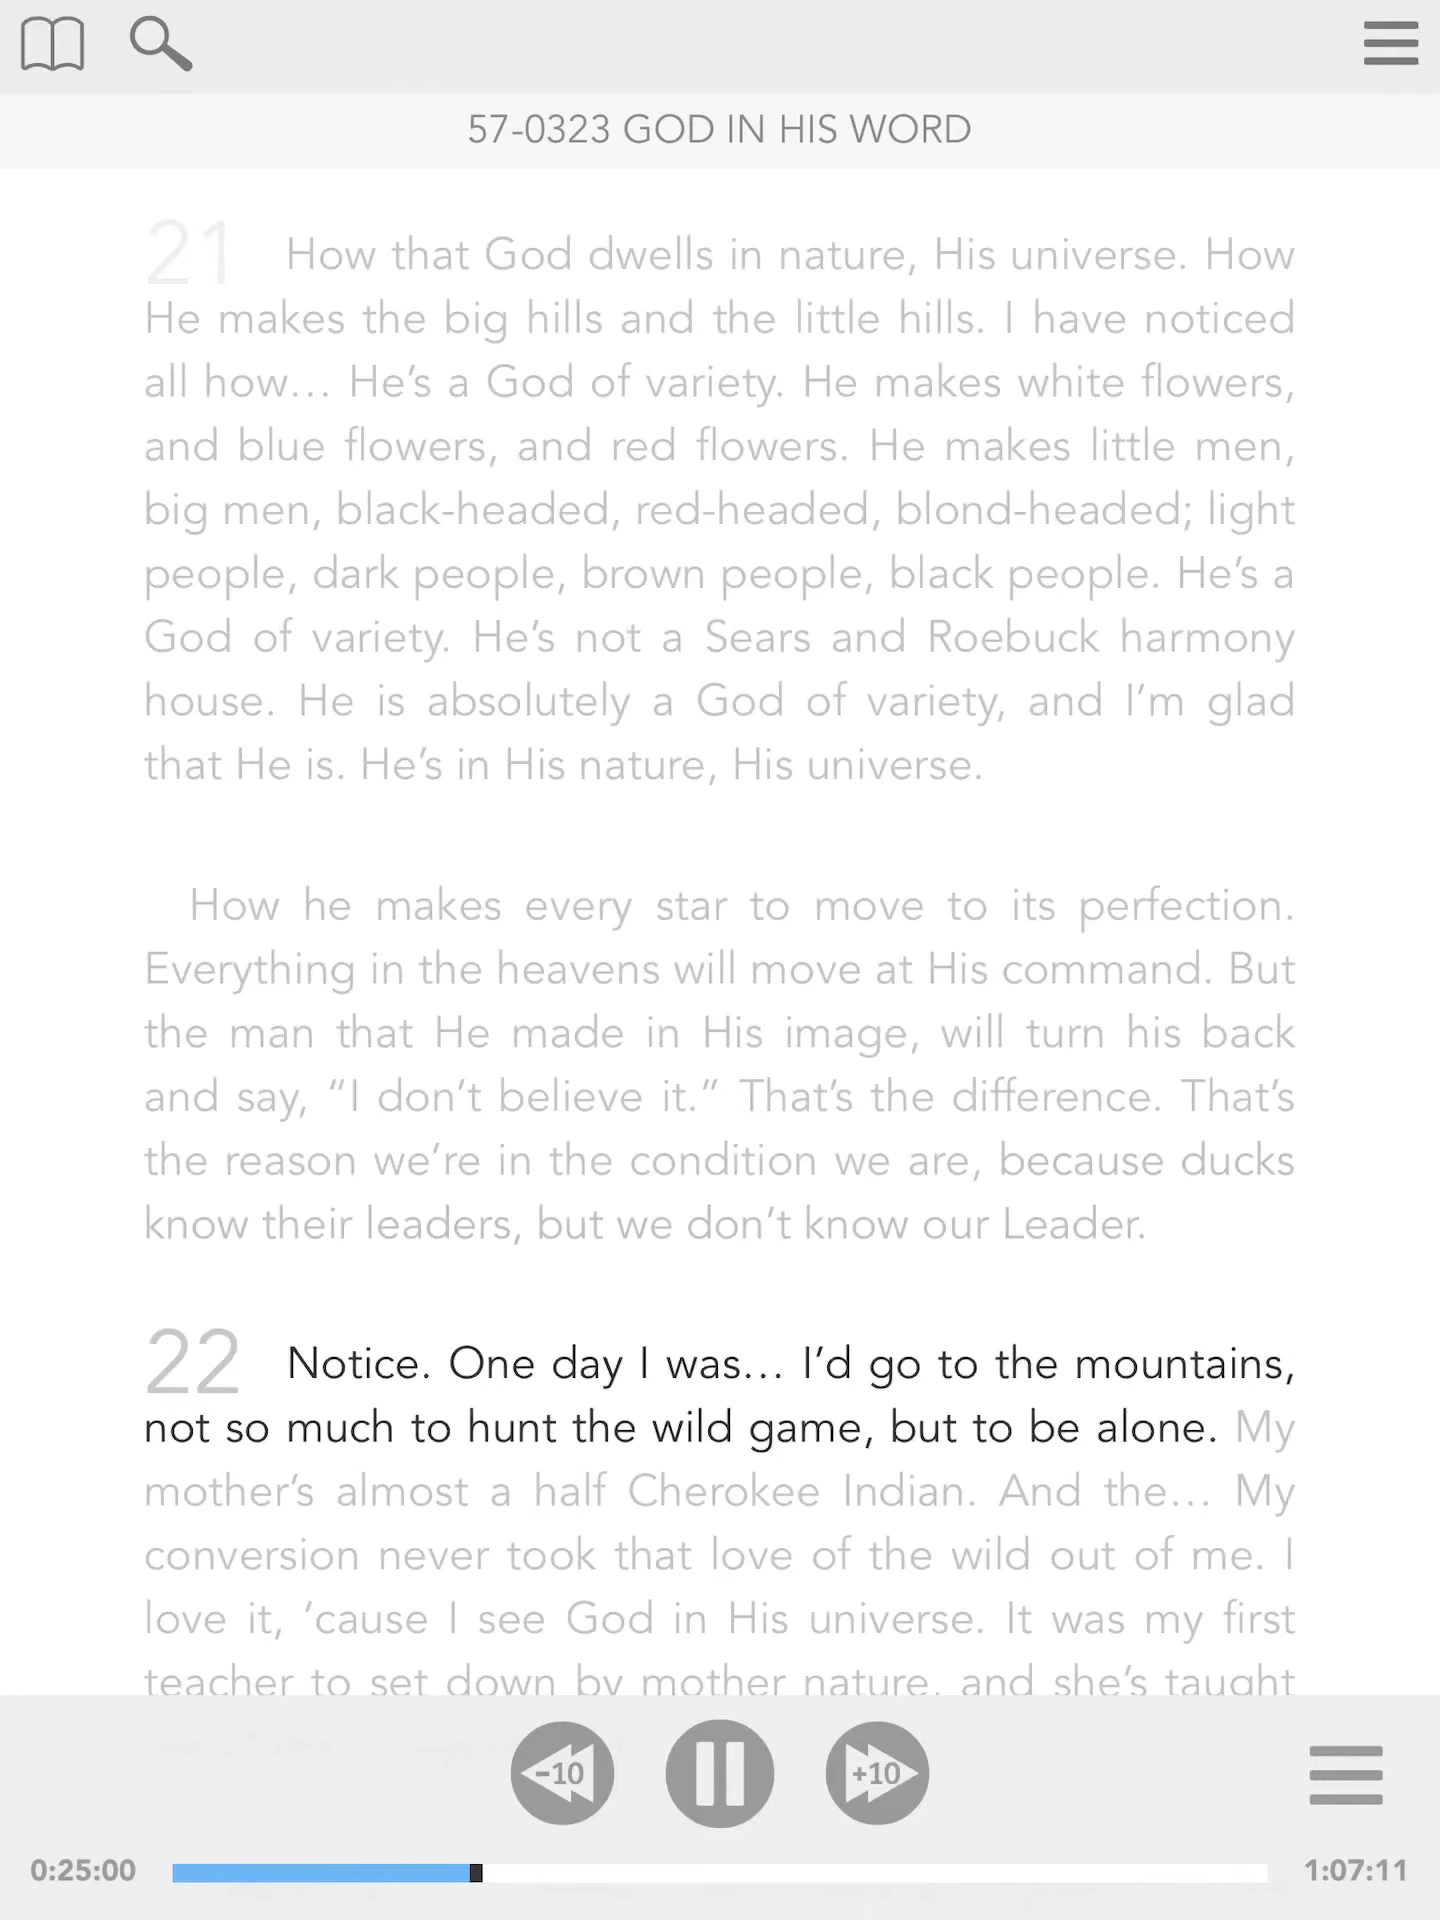 57-0323 GOD IN HIS WORD
21 How that God dwells in nature, His universe. How
He makes the big hills and the little hills. I have noticed
all how… He’s a God of variety. He makes white flowers,
and blue flowers, and red flowers. He makes little men,
big men, black-headed, red-headed, blond-headed; light
people, dark people, brown people, black people. He’s a
God of variety. He’s not a Sears and Roebuck harmony
house. He is absolutely a God of variety, and I’m glad
that He is. He’s in His nature, His universe.
How he makes every star to move to its perfection.
Everything in the heavens will move at His command. But
the man that He made in His image, will turn his back
and say, “I don’t believe it.” That’s the difference. That’s
the reason we’re in the condition we are, because ducks
know their leaders, but we don’t know our Leader.
22 Notice. One day I was… I’d go to the mountains,
not so much to hunt the wild game, but to be alone. My
mother’s almost a half Cherokee Indian. And the… My
conversion never took that love of the wild out of me. I
love it, ‘cause I see God in His universe. It was my first
teacher to set down by mother nature, and she’s taught
-10 +10
0:25:00 1:07:11